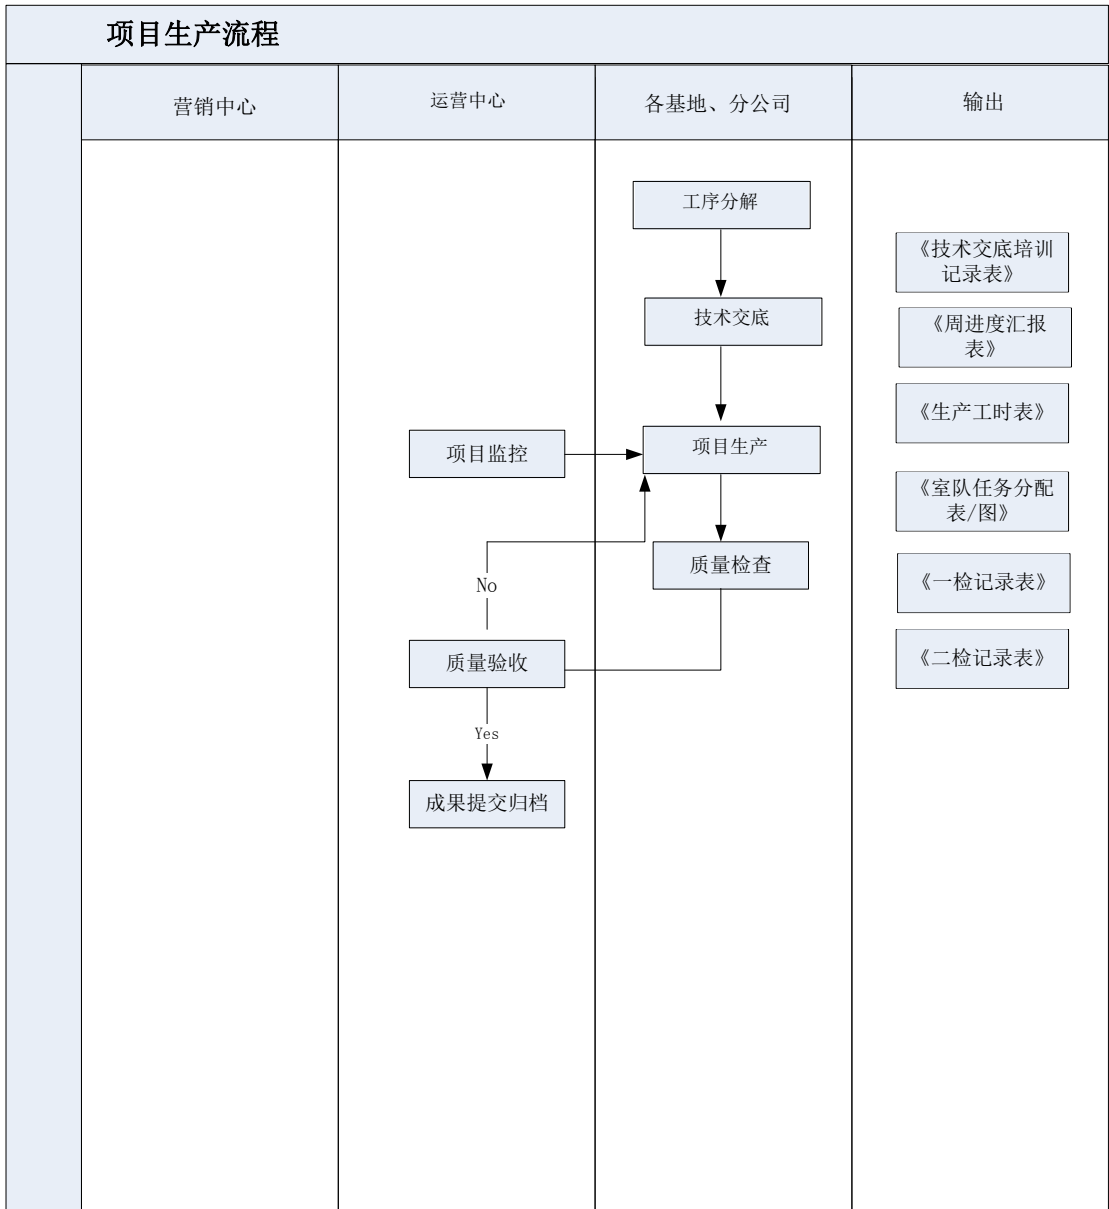 项目生产流程
营销中心
运营中心
各基地、分公司
输出
工序分解
《技术交底培训
记录表》
技术交底
《周进度汇报
表》
《生产工时表》
项目监控
项目生产
《室队任务分配
表/图》
质量检查
《一检记录表》
No
质量验收
《二检记录表》
Yes
成果提交归档